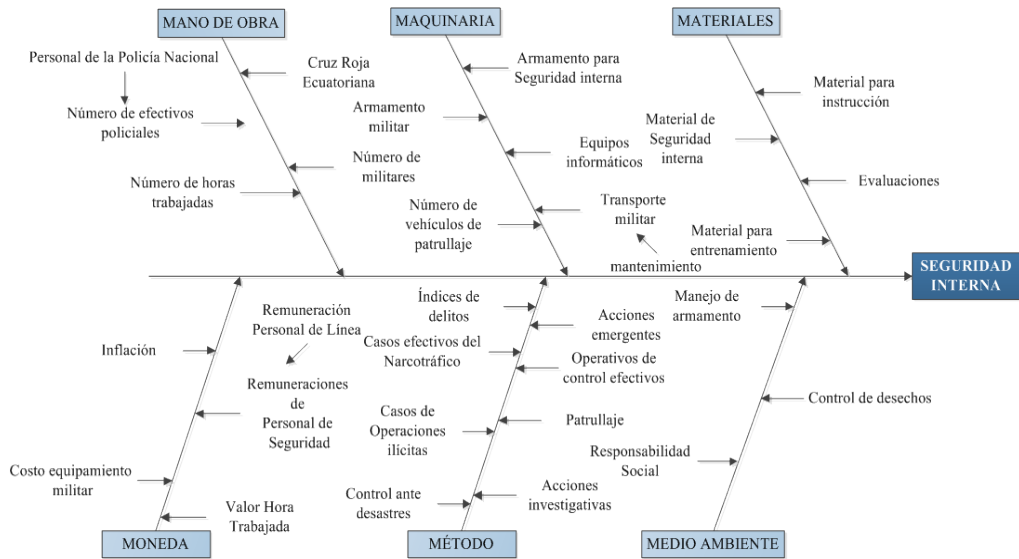 MANO DE OBRA
MAQUINARIA
MATERIALES
Personal de la Policía Nacional
Número de efectivos
policiales
Número de horas
trabajadas
Cruz Roja
Ecuatoriana
Número de
militares
Armamento
militar
Número de
vehículos de
patrullaje
Armamento para
Seguridad interna
Equipos
informáticos
Transporte
militar
mantenimiento
Material de
Seguridad
interna
Material para
entrenamiento
Material para
instrucción
Evaluaciones
SEGURIDAD
INTERNA
Inflación
Costo equipamiento
militar
Remuneración
Personal de Línea
Remuneraciones
de
Personal de
Seguridad
Valor Hora
Trabajada
Índices de
delitos
Casos efectivos del
Narcotráfico
Casos de
Operaciones
ilícitas
Control ante
desastres
Acciones
emergentes
Operativos de
control efectivos
Patrullaje
Acciones
investigativas
Manejo de
armamento
Responsabilidad
Social
Control de desechos
MONEDA
MÉTODO
MEDIO AMBIENTE